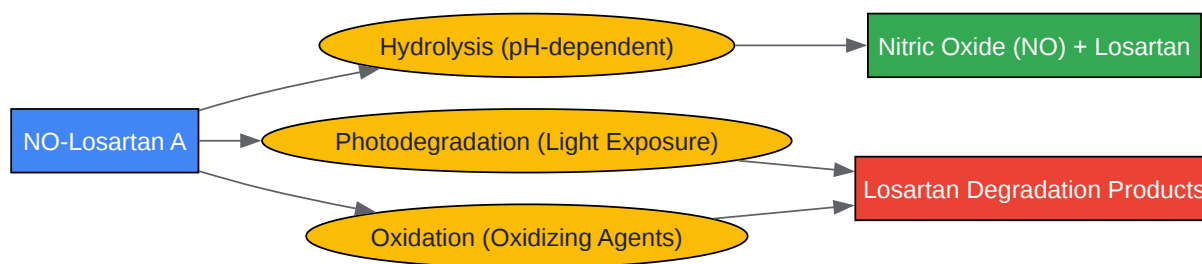 Hydrolysis (pH-dependent)
Nitric Oxide (NO) + Losartan
NO-Losartan A
Photodegradation (Light Exposure)
Losartan Degradation Products
Oxidation (Oxidizing Agents)